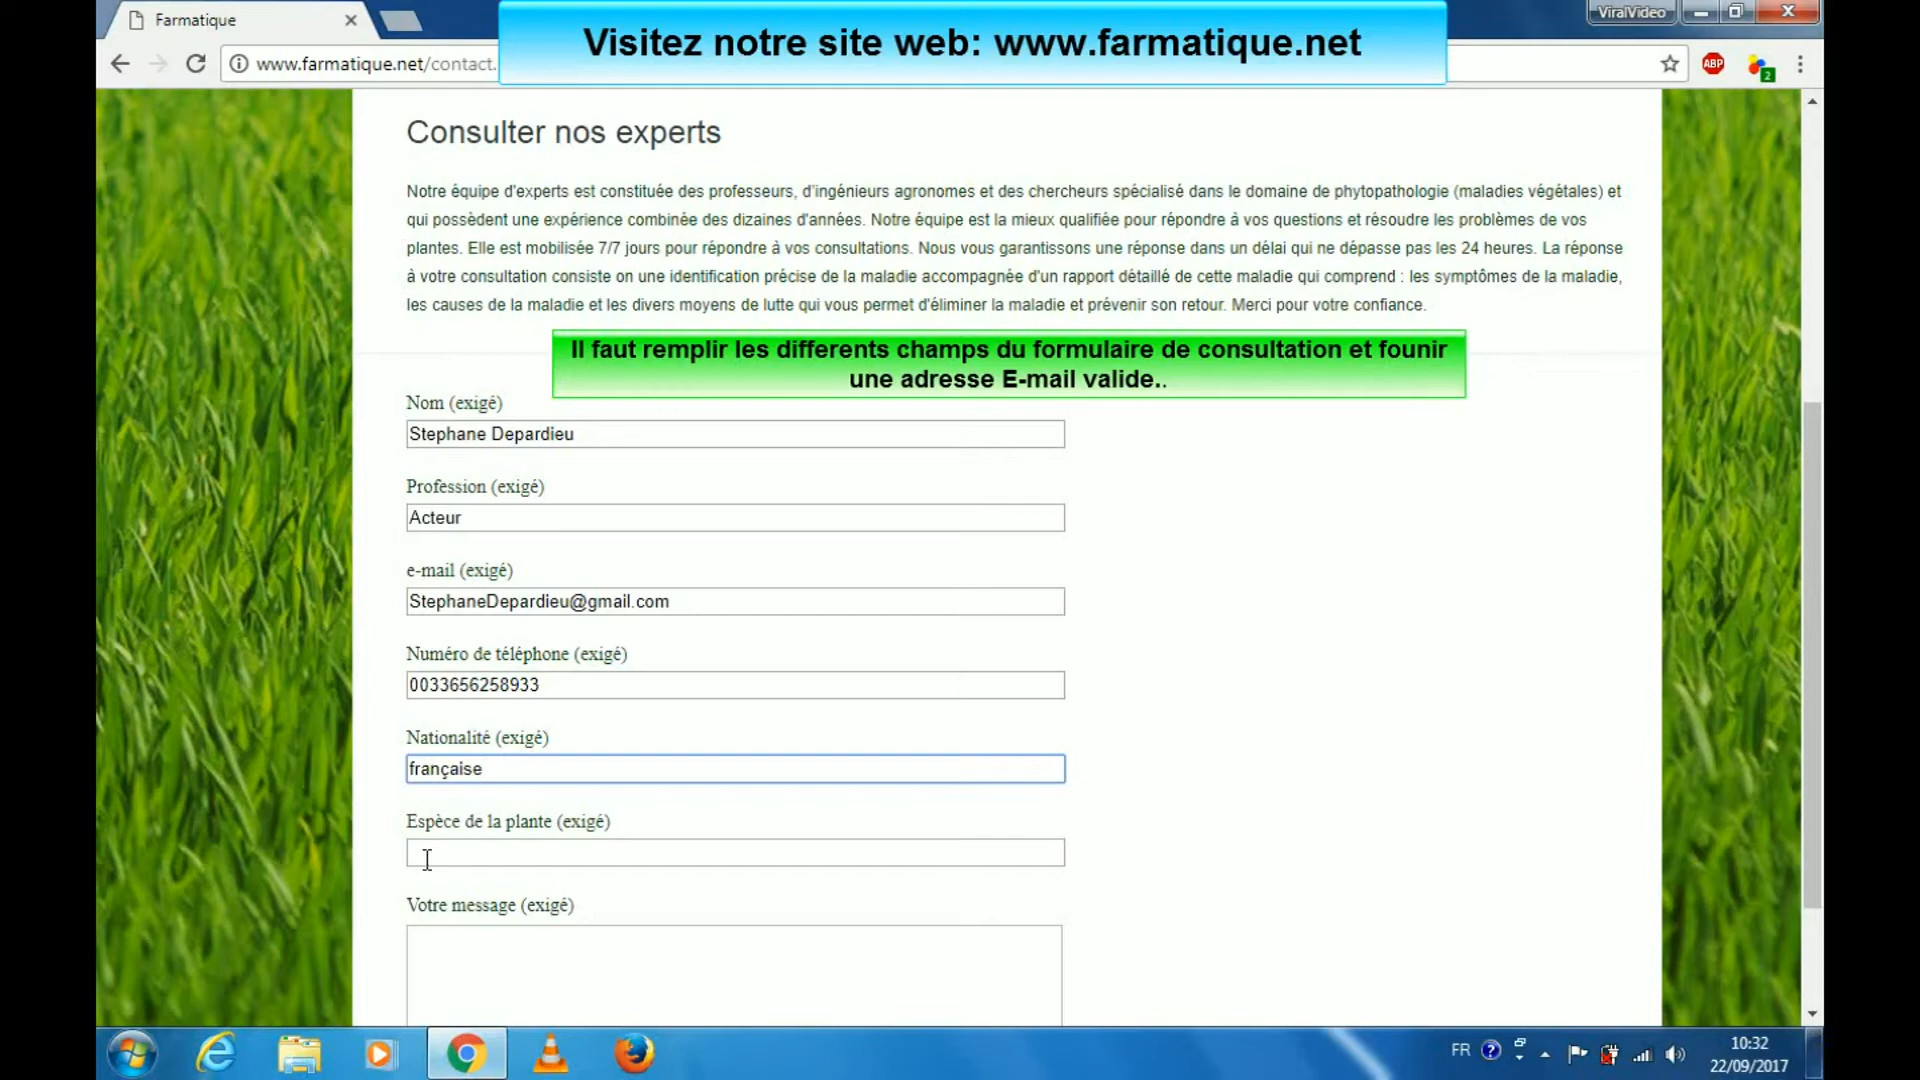 Farmatique
ViralVideo
Visitez notre site web: www.farmatique.net
www.farmatique.net/contact.
ABP
2
Consulter nos experts
Notre équipe d'experts est constituée des professeurs, d'ingénieurs agronomes et des chercheurs spécialisé dans le domaine de phytopathologie (maladies végétales) et
qui possèdent une expérience combinée des dizaines d'années. Notre équipe est la mieux qualifiée pour répondre à vos questions et résoudre les problèmes de vos
plantes. Elle est mobilisée 7/7 jours pour répondre à vos consultations. Nous vous garantissons une réponse dans un délai qui ne dépasse pas les 24 heures. La réponse
à votre consultation consiste on une identification précise de la maladie accompagnée d'un rapport détaillé de cette maladie qui comprend : les symptômes de la maladie,
les causes de la maladie et les divers moyens de lutte qui vous permet d'éliminer la maladie et prévenir son retour. Merci pour votre confiance.
Il faut remplir les differents champs du formulaire de consultation et founir
une adresse E-mail valide..
Nom (exigé)
Stephane Depardieu
Profession (exigé)
Acteur
e-mail (exigé)
StephaneDepardieu@gmail.com
Numéro de téléphone (exigé)
0033656258933
Nationalité (exigé)
française
Espèce de la plante (exigé)
Votre message (exigé)
FR
10:32
22/09/2017